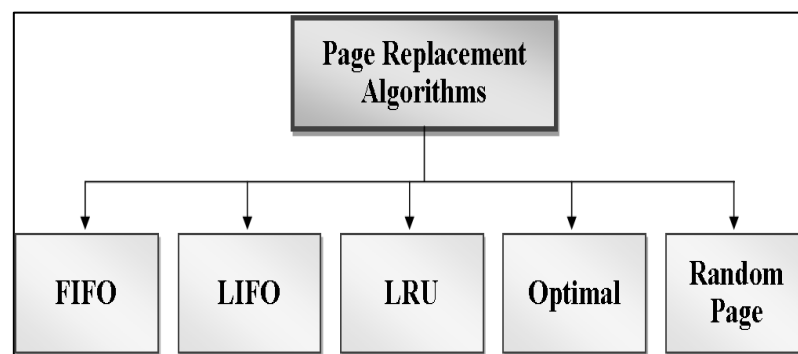 Page Replacement
Algorithms
FIFO
LIFO
LRU
Optimal
Random
Page